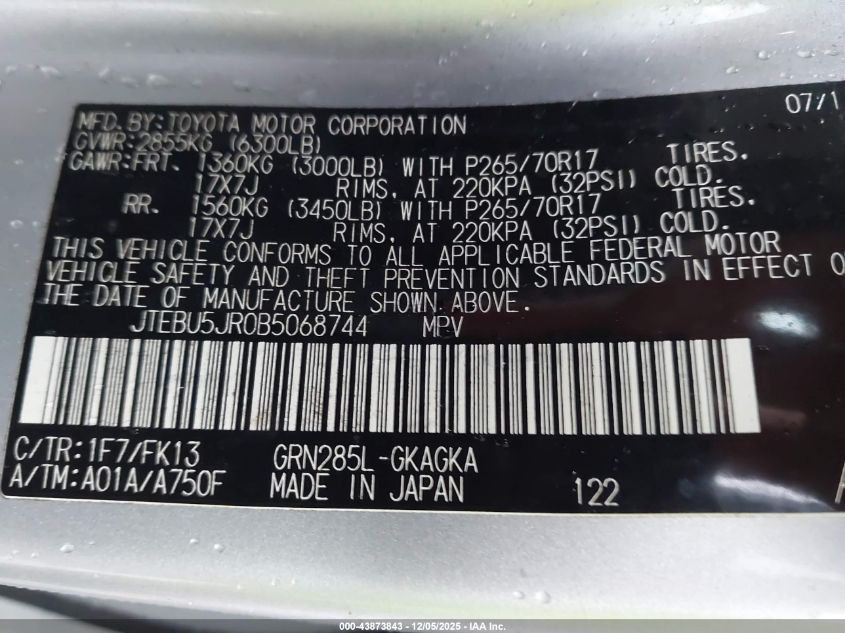 07/1
MFD.BY:TOYOTA MOTOR CORPORATION
GVWR:2855KG (6300LB)
GAWR:FRT. 1360KG (3000LB) WITH P265/70R17 TIRES.
17X7J RIMS, AT 220KPA (32PSI) COLD.
RR. 1560KG (3450LB) WITH P265/70R17 TIRES.
17X7J RIMS, AT 220KPA (32PSI) COLD.
THIS VEHICLE CONFORMS TO ALL APPLICABLE FEDERAL MOTOR
VEHICLE SAFETY AND THEFT PREVENTION STANDARDS IN EFFECT O
THE DATE OF MANUFACTURE SHOWN ABOVE.
JTEBU5JR0B5068744 MPV
C/TR:1F7/FK13 GRN285L-GKAGKA
A/TM:A01A/A750F MADE IN JAPAN 122
000-43873843 • 12/05/2025 • IAA Inc.